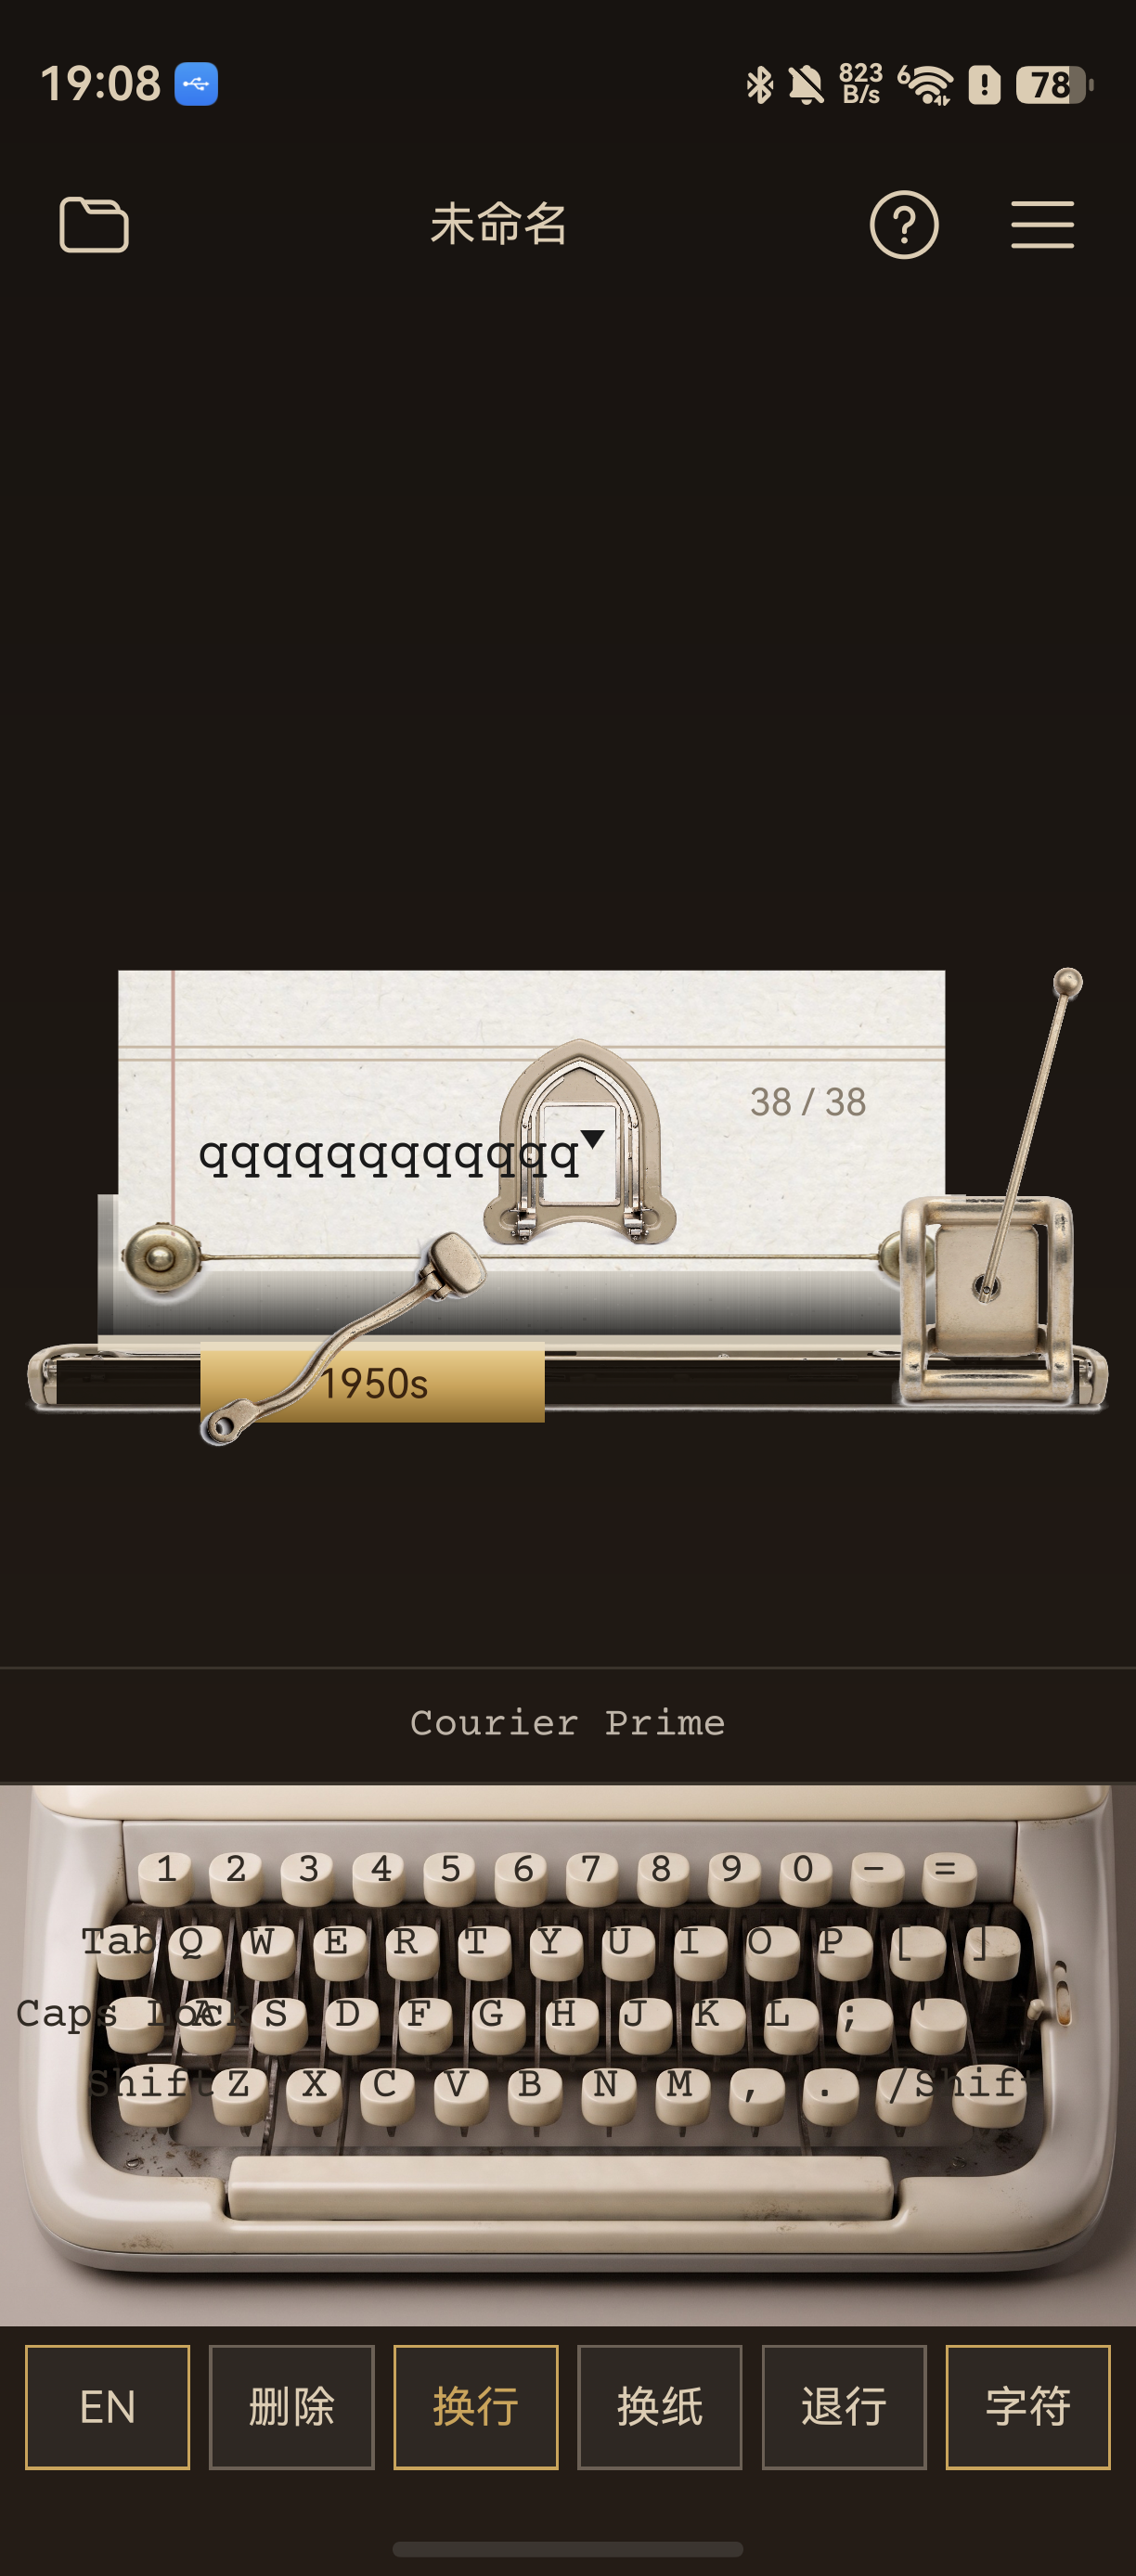 19:08 823 B/s 6 78
未命名
38 / 38
qqqqqqqqqqqq
1950s
Courier Prime
1 2 3 4 5 6 7 8 9 0 - =
Tab Q W E R T Y U I O P [ ]
Caps Lock A S D F G H J K L ; '
Shift Z X C V B N M , . / Shift
EN 删除 换行 换纸 退行 字符